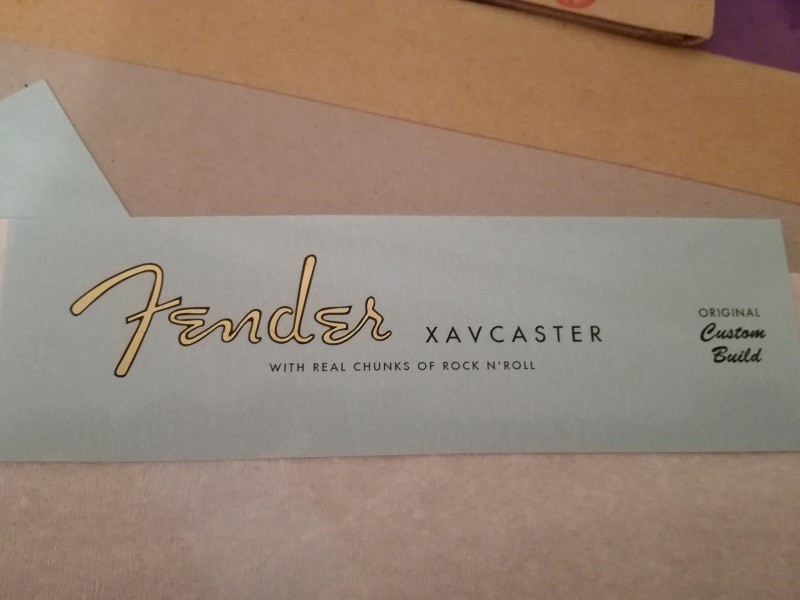 Fender XAVCASTER
WITH REAL CHUNKS OF ROCK N'ROLL
ORIGINAL
Custom
Build